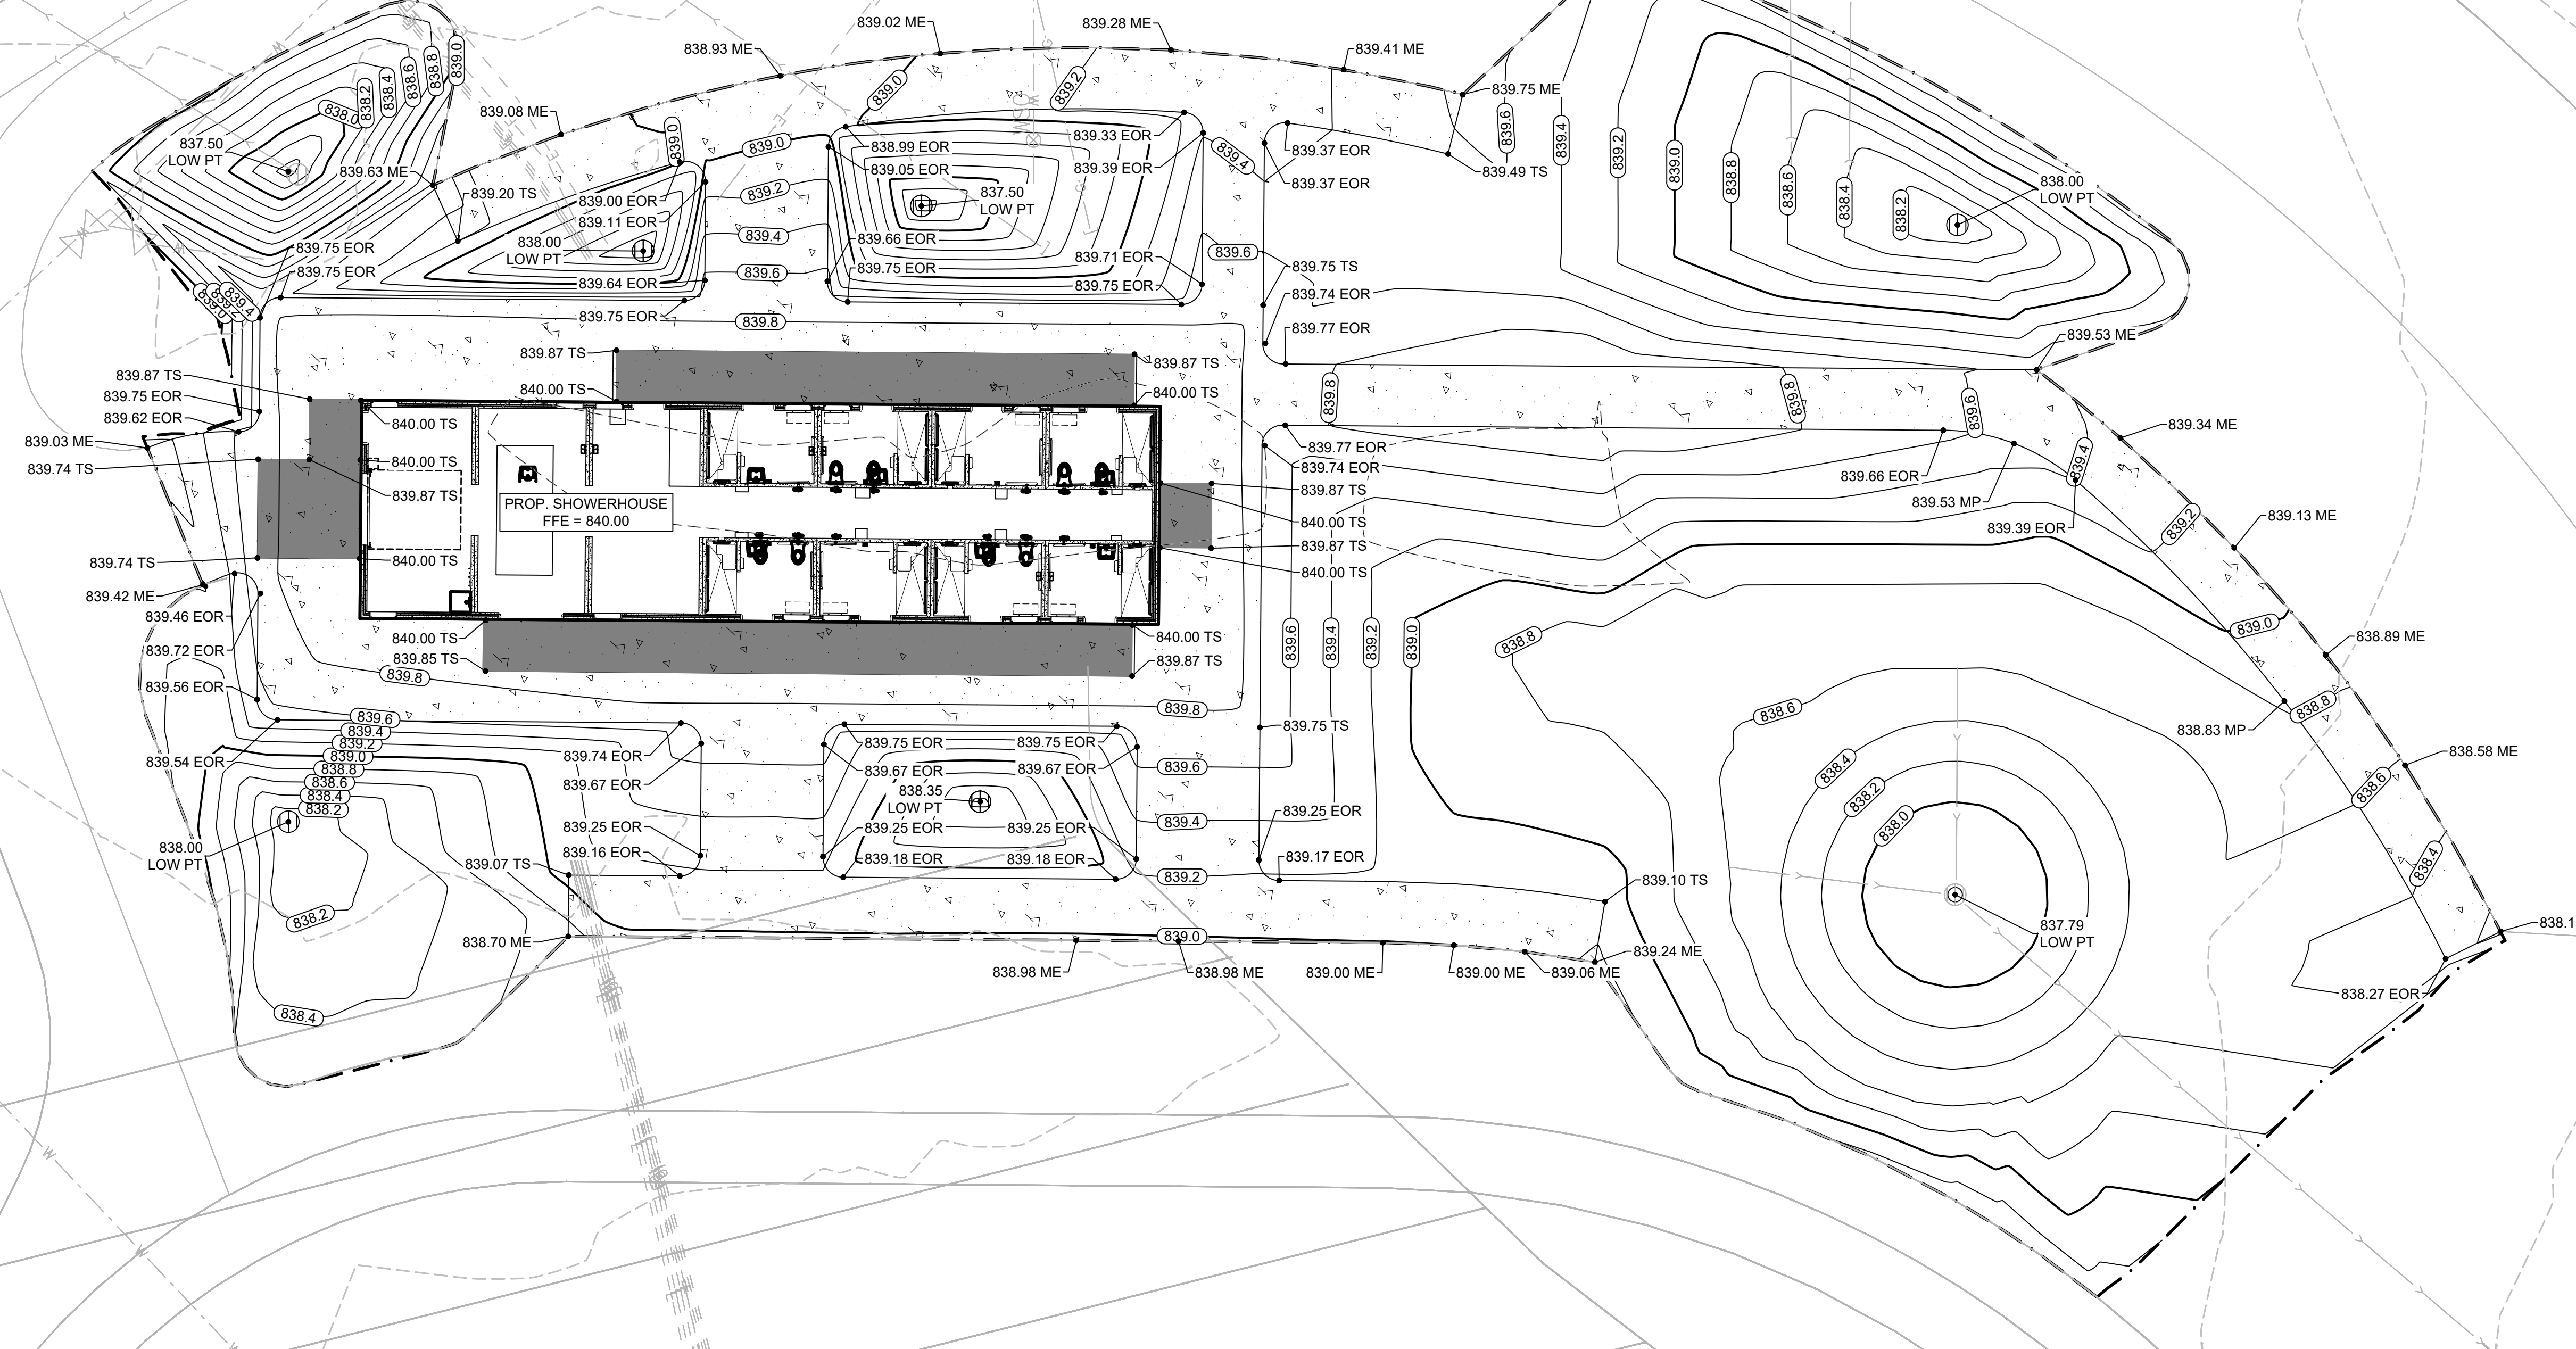 839.02 ME
839.28 ME
838.93 ME
839.41 ME
839.0
838.8
838.6
838.4
838.2
838.0
839.0
839.2
839.75 ME
839.6
839.4
839.2
839.0
838.8
838.6
838.4
838.2
839.08 ME
839.0
839.0
838.99 EOR
839.33 EOR
839.4
839.37 EOR
837.50
LOW PT
839.63 ME
839.05 EOR
839.39 EOR
839.37 EOR
839.49 TS
838.00
LOW PT
839.20 TS
839.00 EOR
839.2
837.50
LOW PT
839.11 EOR
839.4
839.66 EOR
839.75 EOR
838.00
LOW PT
839.6
839.71 EOR
839.6
839.75 EOR
839.75 EOR
839.75 TS
839.64 EOR
839.75 EOR
839.74 EOR
839.0
839.2
839.4
839.75 EOR
839.8
839.77 EOR
839.53 ME
839.87 TS
839.87 TS
839.87 TS
839.75 EOR
839.62 EOR
840.00 TS
840.00 TS
839.8
839.8
839.6
840.00 TS
839.34 ME
839.03 ME
839.74 TS
840.00 TS
839.77 EOR
839.74 EOR
839.4
839.66 EOR
839.87 TS
839.87 TS
839.53 MP
PROP. SHOWERHOUSE
FFE = 840.00
840.00 TS
839.39 EOR
839.2
839.13 ME
839.87 TS
839.74 TS
840.00 TS
840.00 TS
839.42 ME
839.46 EOR
840.00 TS
840.00 TS
839.6
839.4
839.2
839.0
838.8
839.0
838.89 ME
839.72 EOR
839.85 TS
839.87 TS
839.8
839.56 EOR
839.8
838.6
838.8
839.6
839.4
839.2
839.0
838.8
838.6
838.4
838.2
839.75 TS
838.83 MP
839.54 EOR
839.74 EOR
839.75 EOR
839.75 EOR
838.58 ME
839.67 EOR
839.67 EOR
839.67 EOR
839.6
838.4
838.2
838.0
838.6
838.35
LOW PT
839.25 EOR
839.25 EOR
839.25 EOR
839.4
839.25 EOR
838.00
LOW PT
839.16 EOR
839.07 TS
839.18 EOR
839.18 EOR
839.17 EOR
838.4
839.2
839.10 TS
838.2
837.79
LOW PT
838.1
838.70 ME
839.0
839.24 ME
838.98 ME
838.98 ME
839.00 ME
839.00 ME
839.06 ME
838.27 EOR
838.4
W
W
W
W
W